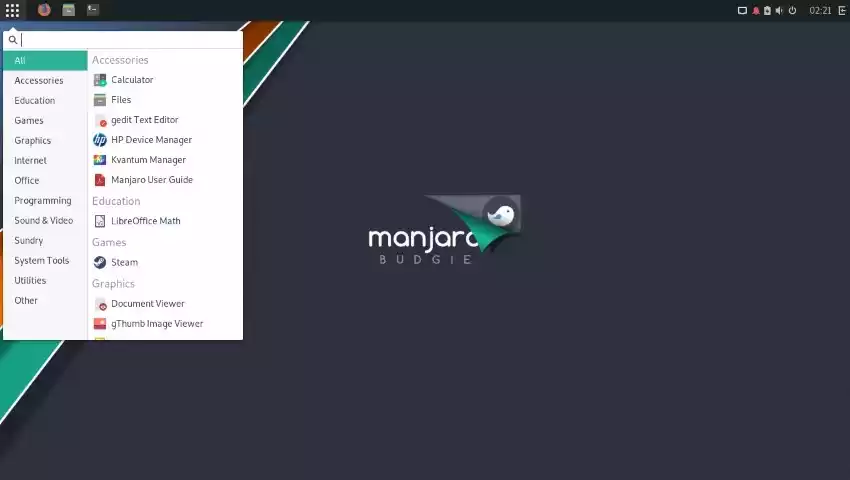 02:21
All
Accessories
Education
Games
Graphics
Internet
Office
Programming
Sound & Video
Sundry
System Tools
Utilities
Other
Accessories
Calculator
Files
gedit Text Editor
HP Device Manager
Kvantum Manager
Manjaro User Guide
Education
LibreOffice Math
Games
Steam
Graphics
Document Viewer
gThumb Image Viewer
manjaro
BUDGIE